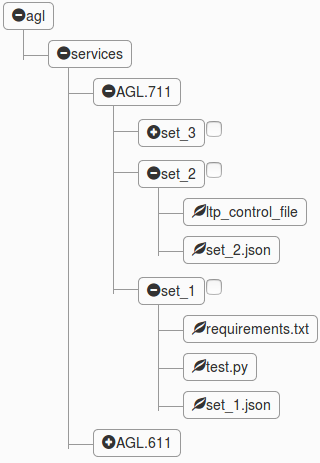 agl
services
AGL.711
set_3
set_2
ltp_control_file
set_2.json
set_1
requirements.txt
test.py
set_1.json
AGL.611